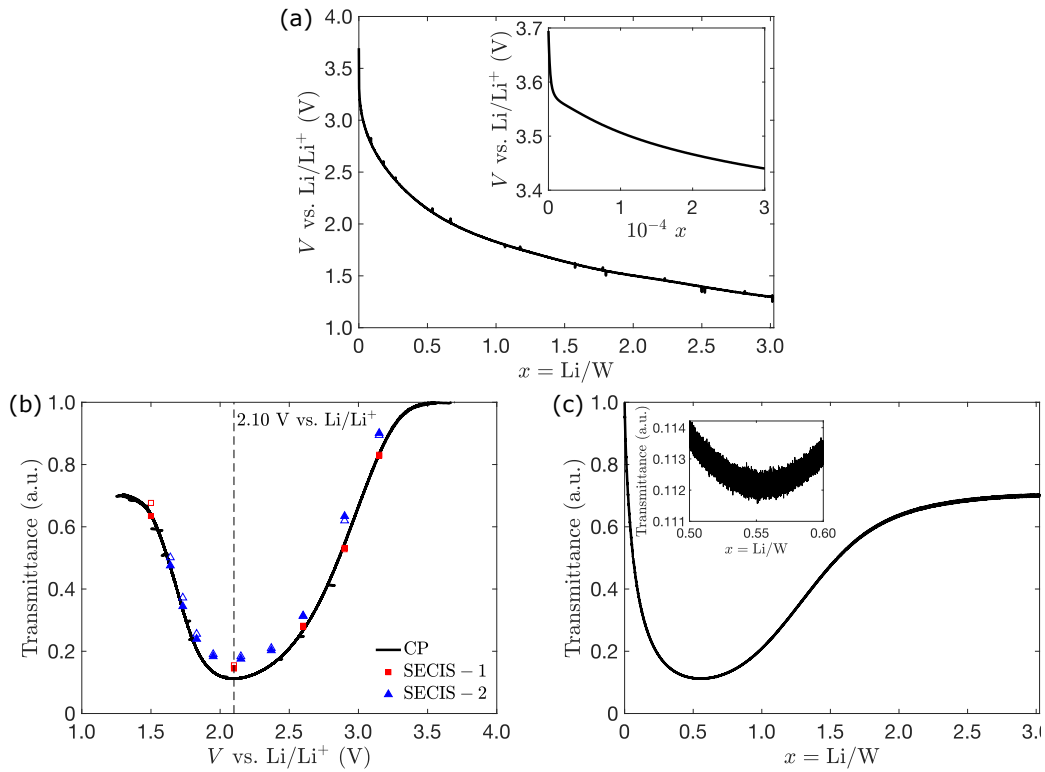 (a)
4.0
3.5
3.0
2.5
2.0
1.5
1.0
V vs. Li/Li⁺ (V)
0 0.5 1.0 1.5 2.0 2.5 3.0
x = Li/W
3.7
3.6
3.5
3.4
V vs. Li/Li⁺ (V)
0 1 2 3
10⁻⁴ x
(b)
1.0
0.8
0.6
0.4
0.2
0
Transmittance (a.u.)
2.10 V vs. Li/Li⁺
CP
SECIS − 1
SECIS − 2
1.0 1.5 2.0 2.5 3.0 3.5 4.0
V vs. Li/Li⁺ (V)
(c)
1.0
0.8
0.6
0.4
0.2
0
Transmittance (a.u.)
0.114
0.113
0.112
0.111
Transmittance (a.u.)
0.50 0.55 0.60
x = Li/W
0 0.5 1.0 1.5 2.0 2.5 3.0
x = Li/W